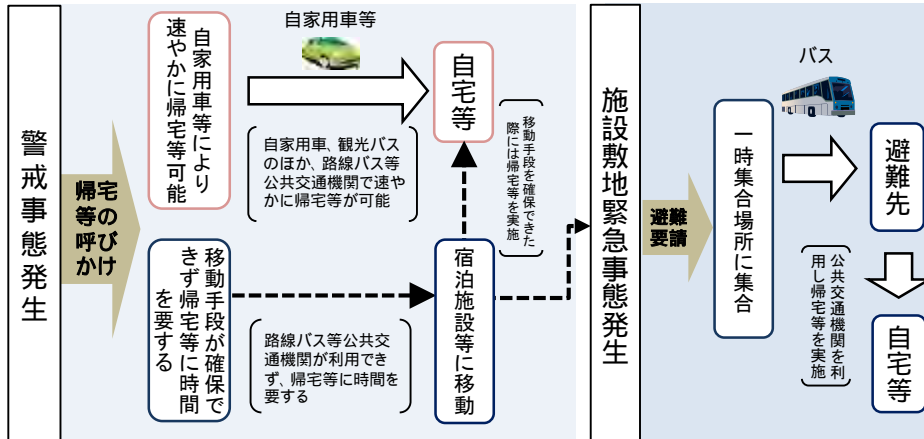 警戒事態発生
帰宅
等の
呼び
かけ
自家用車等により
速やかに帰宅等可能
自家用車等
自家用車、観光バス
のほか、路線バス等
公共交通機関で速や
かに帰宅等が可能
自宅等
移動手段を確保できた
際には帰宅等を実施
移動手段が確保で
きず帰宅等に時間
を要する
路線バス等公共交
通機関が利用でき
ず、帰宅等に時間を
要する
宿泊施設等に移動
施設敷地緊急事態発生
避難
要請
一時集合場所に集合
バス
避難先
公共交通機関を利
用し帰宅等を実施
自宅等